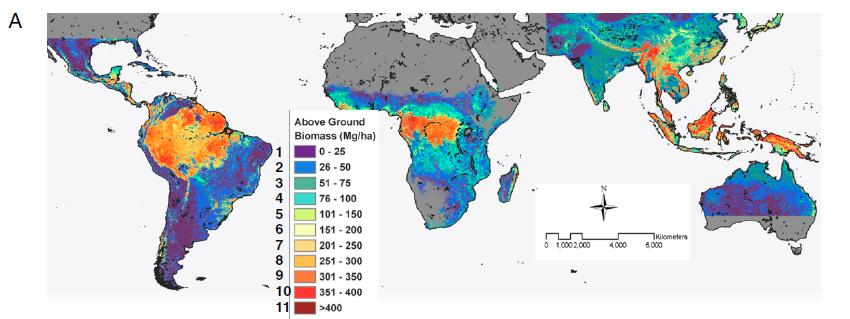 A
Above Ground
Biomass (Mg/ha)
1 0 - 25
2 26 - 50
3 51 - 75
4 76 - 100
5 101 - 150
6 151 - 200
7 201 - 250
8 251 - 300
9 301 - 350
10 351 - 400
11 >400
N
Kilometers
0 1,000 2,000 4,000 6,000